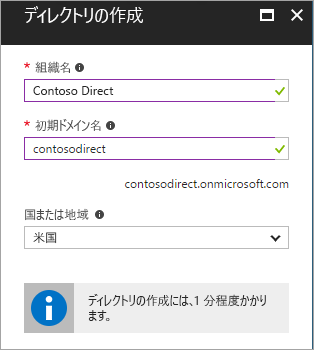 ディレクトリの作成
* 組織名
Contoso Direct
* 初期ドメイン名
contosodirect
contosodirect.onmicrosoft.com
国または地域
米国
ディレクトリの作成には、1 分程度かかり
ます。